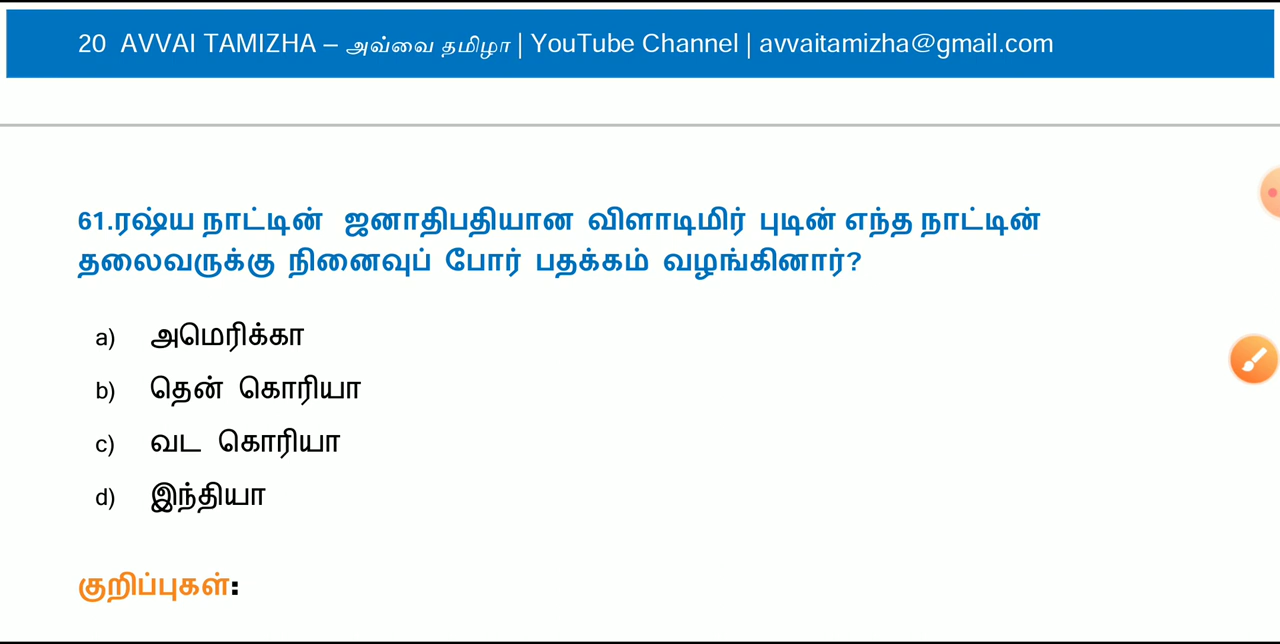 20 AVVAI TAMIZHA – அவ்வை தமிழா | YouTube Channel | avvaitamizha@gmail.com
61.ரஷ்ய நாட்டின் ஜனாதிபதியான விளாடிமிர் புடின் எந்த நாட்டின்
தலைவருக்கு நினைவுப் போர் பதக்கம் வழங்கினார்?
a) அமெரிக்கா
b) தென் கொரியா
c) வட கொரியா
d) இந்தியா
குறிப்புகள்: